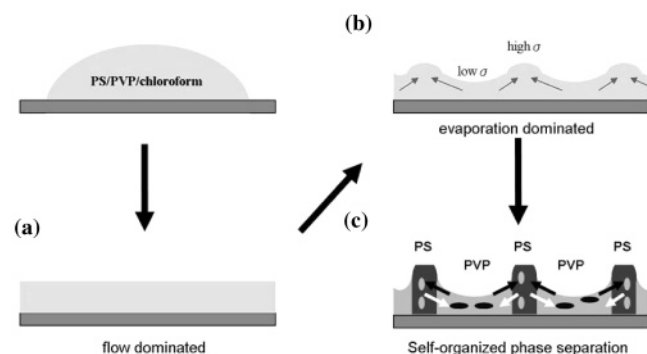 PS/PVP/chloroform
(a)
flow dominated
(b)
high σ
low σ
evaporation dominated
(c)
PS PS PS
PVP PVP
Self-organized phase separation